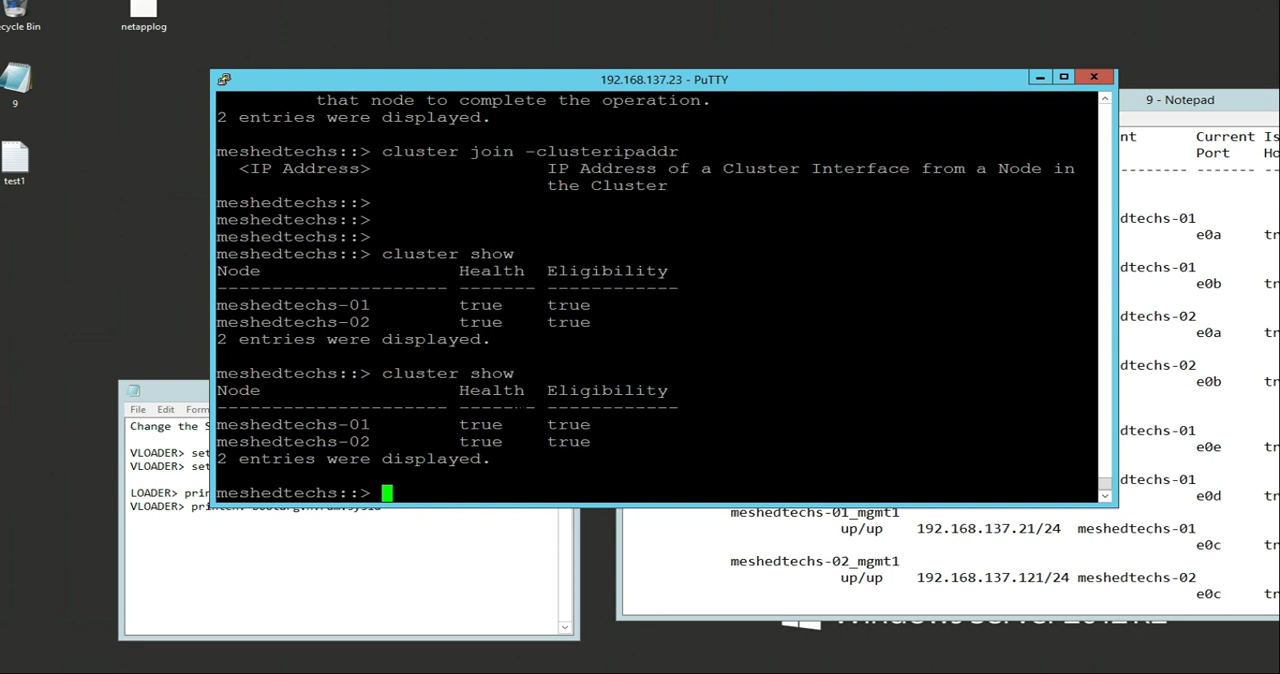 ecycle Bin
netapplog
9
test1
192.168.137.23 - PuTTY
that node to complete the operation.
2 entries were displayed.
meshedtechs::> cluster join -clusteripaddr
<IP Address> IP Address of a Cluster Interface from a Node in
the Cluster
meshedtechs::>
meshedtechs::>
meshedtechs::>
meshedtechs::> cluster show
Node Health Eligibility
--------------------- ------- ------------
meshedtechs-01 true true
meshedtechs-02 true true
2 entries were displayed.
meshedtechs::> cluster show
Node Health Eligibility
--------------------- ------- ------------
meshedtechs-01 true true
meshedtechs-02 true true
2 entries were displayed.
meshedtechs::>
9 - Notepad
nt Current Is
Port Ho
------- ------- ---
dtechs-01
e0a tr
dtechs-01
e0b tr
dtechs-02
e0a tr
dtechs-02
e0b tr
dtechs-01
e0e tr
dtechs-01
e0d tr
meshedtechs-01_mgmt1
up/up 192.168.137.21/24 meshedtechs-01
e0c tr
meshedtechs-02_mgmt1
up/up 192.168.137.121/24 meshedtechs-02
e0c tr
File Edit Form
Change the S
VLOADER> set
VLOADER> set
LOADER> prin
VLOADER>